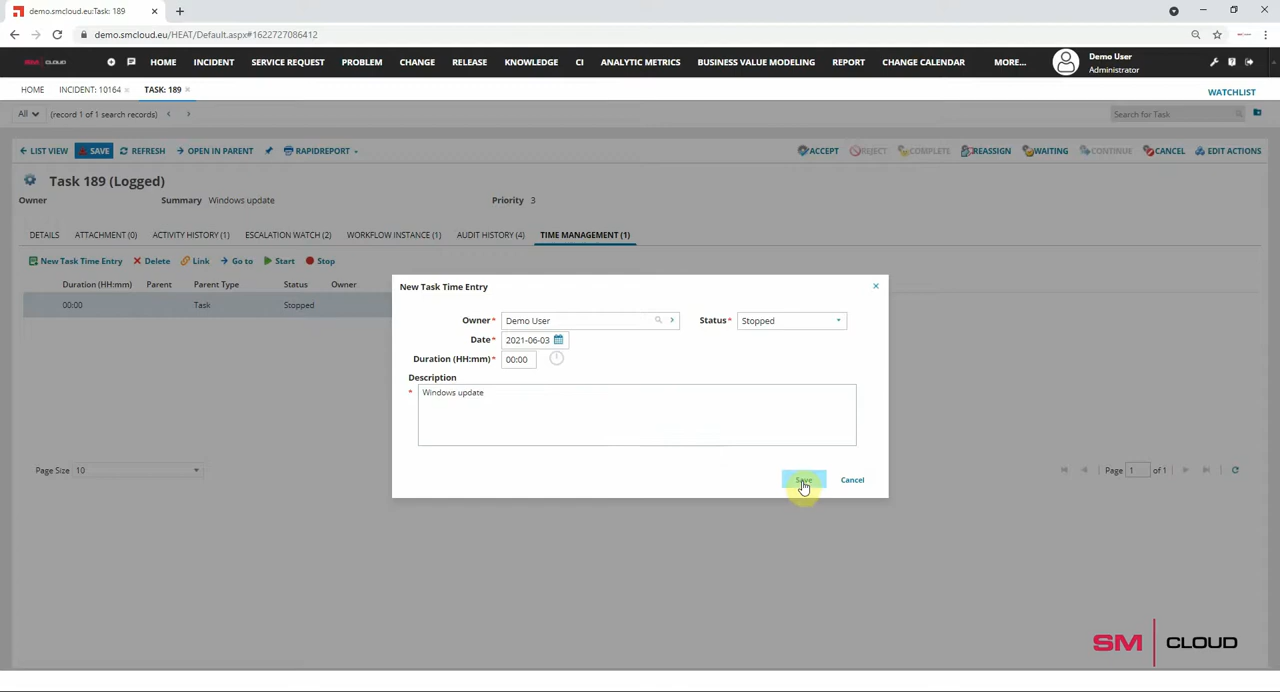 demo.smcloud.eu:Task: 189
demo.smcloud.eu/HEAT/Default.aspx#1622727086412
SM CLOUD HOME INCIDENT SERVICE REQUEST PROBLEM CHANGE RELEASE KNOWLEDGE CI ANALYTIC METRICS BUSINESS VALUE MODELING REPORT CHANGE CALENDAR MORE... Demo User
Administrator
HOME INCIDENT: 10164 TASK: 189 WATCHLIST
All (record 1 of 1 search records) Search for Task
LIST VIEW SAVE REFRESH OPEN IN PARENT RAPIDREPORT ACCEPT REJECT COMPLETE REASSIGN WAITING CONTINUE CANCEL EDIT ACTIONS
Task 189 (Logged)
Owner Summary Windows update Priority 3
DETAILS ATTACHMENT (0) ACTIVITY HISTORY (1) ESCALATION WATCH (2) WORKFLOW INSTANCE (1) AUDIT HISTORY (4) TIME MANAGEMENT (1)
New Task Time Entry Delete Link Go to Start Stop
Duration (HH:mm) Parent Parent Type Status Owner
00:00 Task Stopped
New Task Time Entry
Owner* Demo User Status* Stopped
Date* 2021-06-03
Duration (HH:mm)* 00:00
Description
* Windows update
Save Cancel
Page Size 10 Page 1 of 1
SM CLOUD